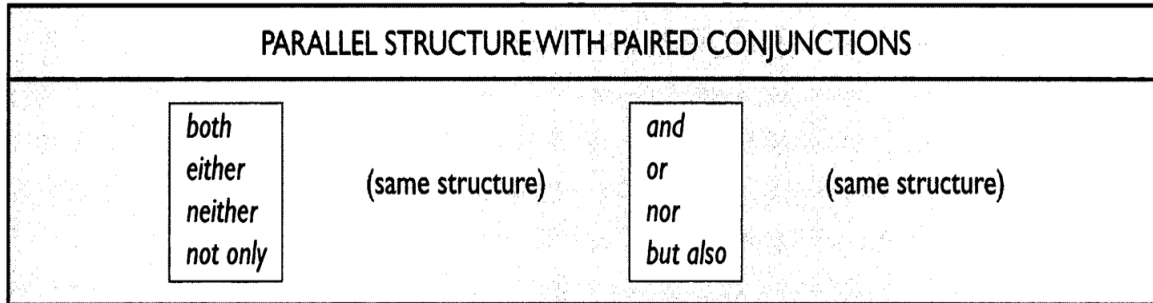 PARALLEL STRUCTURE WITH PAIRED CONJUNCTIONS
both and
either or
(same structure) (same structure)
neither nor
not only but also